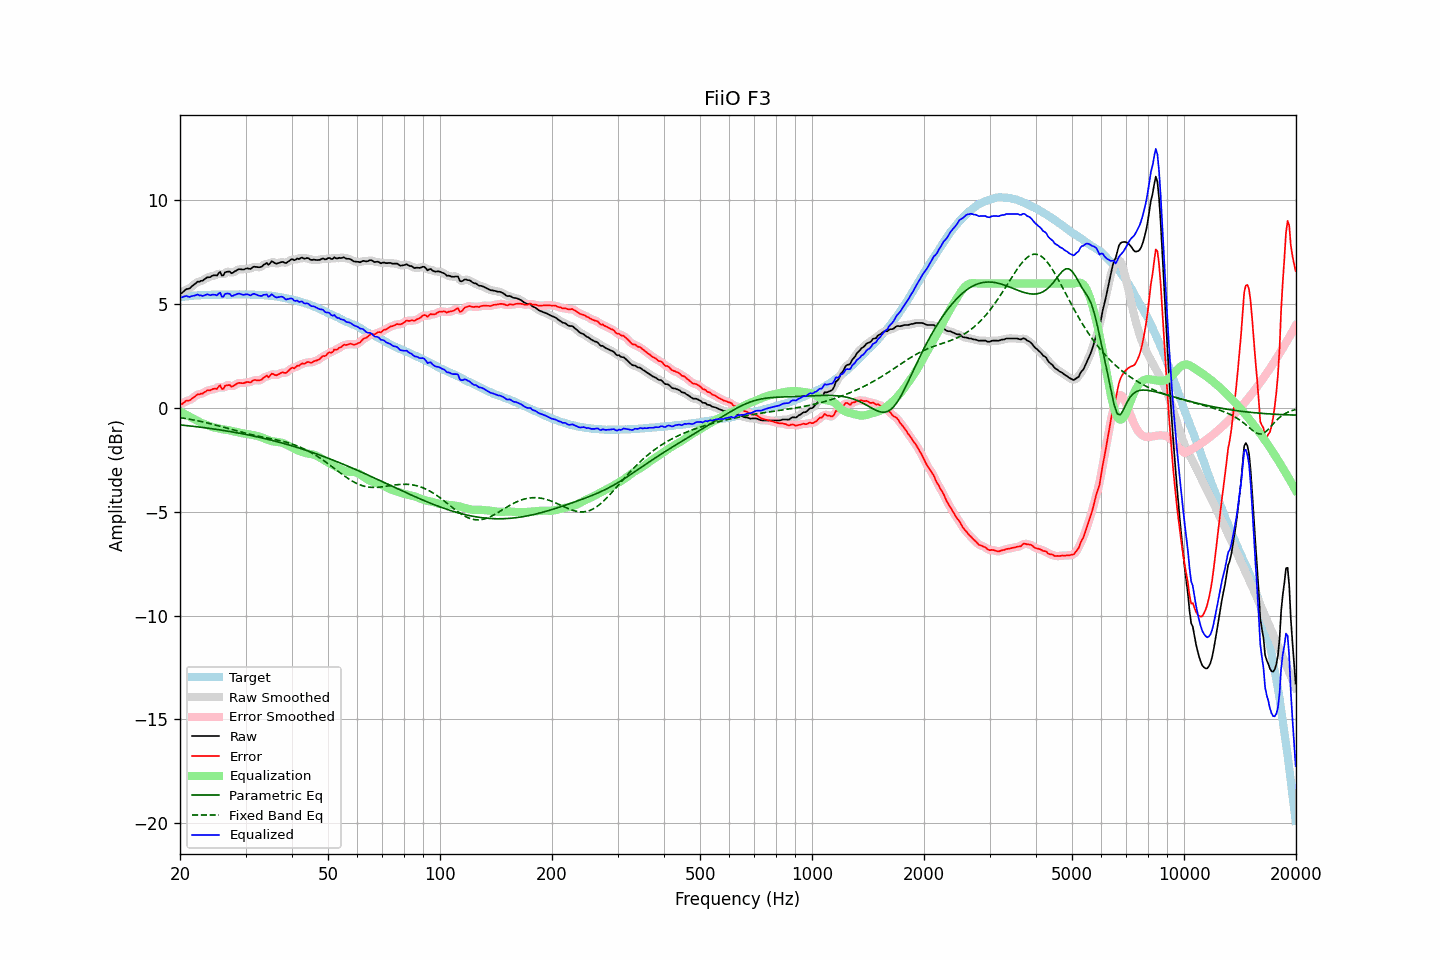 FiiO F3
Amplitude (dBr)
10
5
0
−5
−10
−15
−20
Target
Raw Smoothed
Error Smoothed
Raw
Error
Equalization
Parametric Eq
Fixed Band Eq
Equalized
20 50 100 200 500 1000 2000 5000 10000 20000
Frequency (Hz)